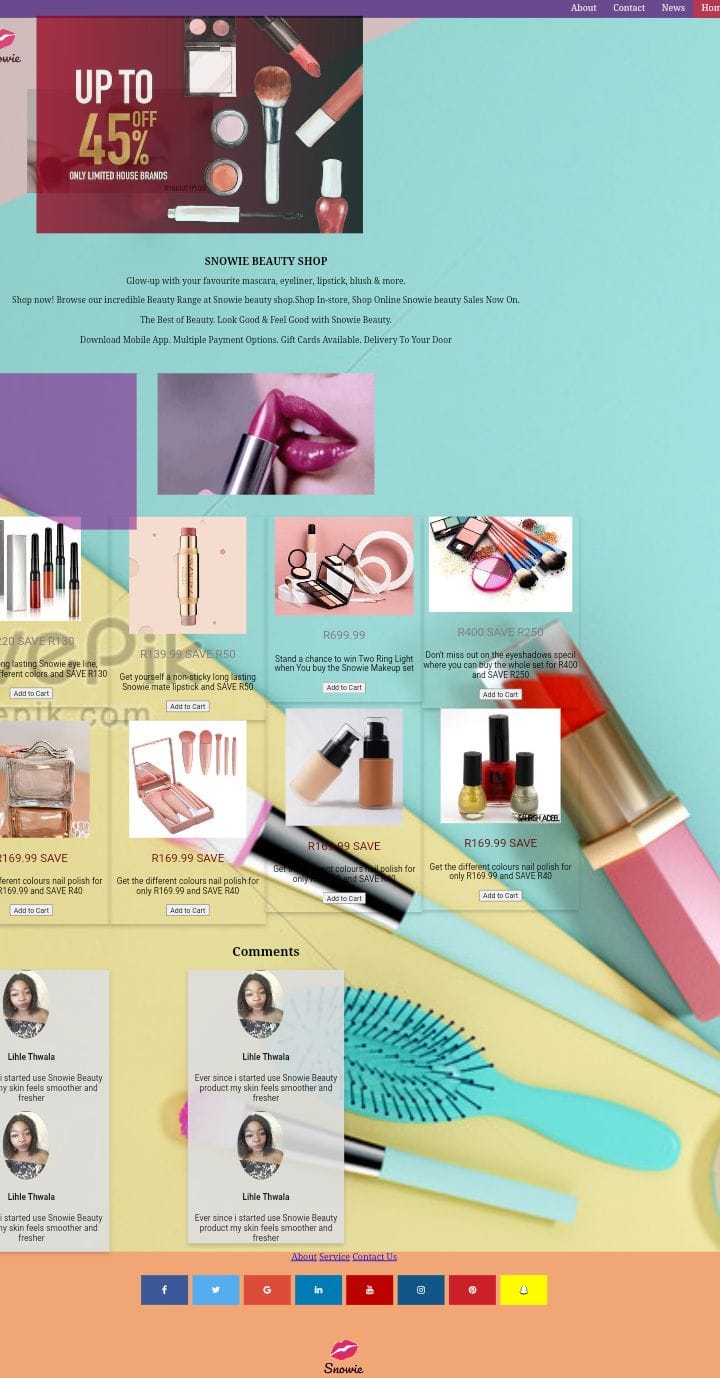 About Contact News Hom
owie
UP TO
45% OFF
ONLY LIMITED HOUSE BRANDS
SNOWIE BEAUTY SHOP
Glow-up with your favourite mascara, eyeliner, lipstick, blush & more.
Shop now! Browse our incredible Beauty Range at Snowie beauty shop.Shop In-store, Shop Online Snowie beauty Sales Now On.
The Best of Beauty. Look Good & Feel Good with Snowie Beauty.
Download Mobile App. Multiple Payment Options. Gift Cards Available. Delivery To Your Door
220 SAVE R130
ong lasting Snowie eye line,
fferent colors and SAVE R130
Add to Cart
R139.99 SAVE R50
Get yourself a non-sticky long lasting
Snowie mate lipstick and SAVE R50
Add to Cart
R699.99
Stand a chance to win Two Ring Light
when You buy the Snowie Makeup set
Add to Cart
R400 SAVE R250
Don't miss out on the eyeshadows specil
where you can buy the whole set for R400
and SAVE R250
Add to Cart
epik.com
R169.99 SAVE
fferent colours nail polish for
R169.99 and SAVE R40
Add to Cart
R169.99 SAVE
Get the different colours nail polish for
only R169.99 and SAVE R40
Add to Cart
R169.99 SAVE
Get the different colours nail polish for
only R169.99 and SAVE R40
Add to Cart
R169.99 SAVE
Get the different colours nail polish for
only R169.99 and SAVE R40
Add to Cart
Comments
Lihle Thwala
i started use Snowie Beauty
my skin feels smoother and
fresher
Lihle Thwala
Ever since i started use Snowie Beauty
product my skin feels smoother and
fresher
Lihle Thwala
i started use Snowie Beauty
my skin feels smoother and
fresher
Lihle Thwala
Ever since i started use Snowie Beauty
product my skin feels smoother and
fresher
About Service Contact Us
Snowie